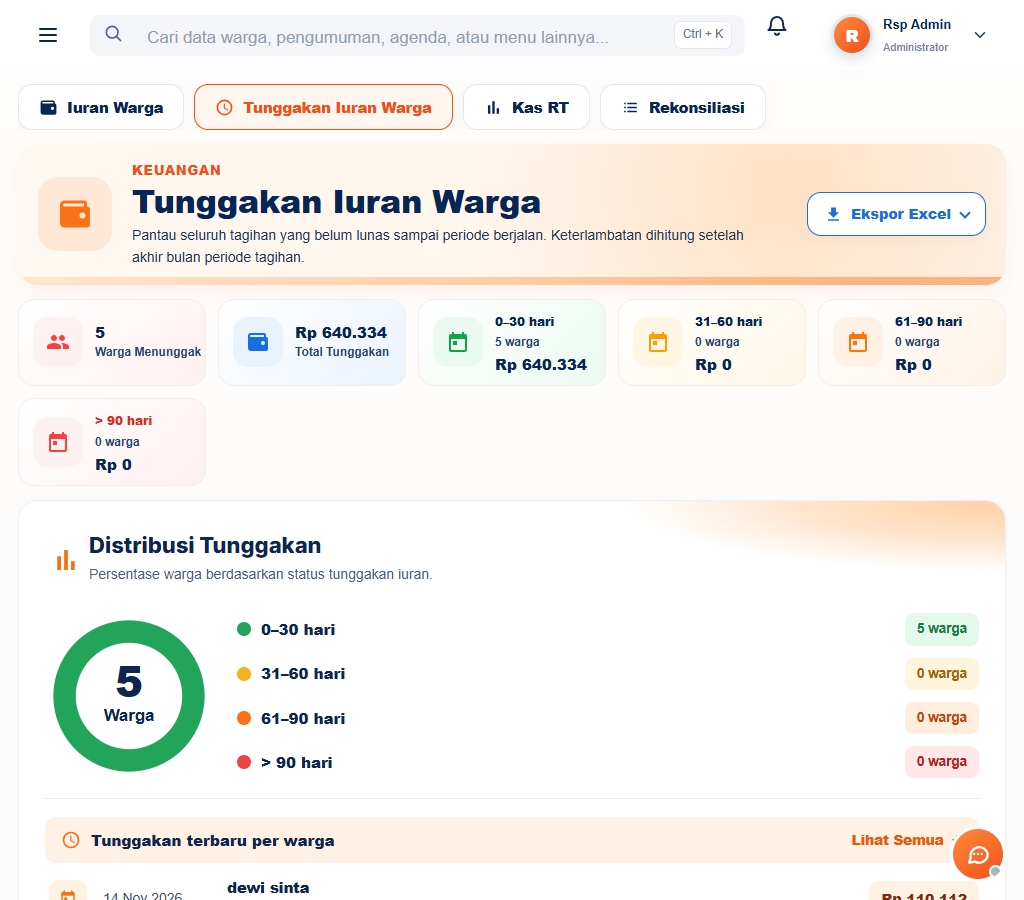 Cari data warga, pengumuman, agenda, atau menu lainnya...
Ctrl + K
R
Rsp Admin
Administrator
Iuran Warga
Tunggakan Iuran Warga
Kas RT
Rekonsiliasi
KEUANGAN
Tunggakan Iuran Warga
Pantau seluruh tagihan yang belum lunas sampai periode berjalan. Keterlambatan dihitung setelah
akhir bulan periode tagihan.
Ekspor Excel
5
Warga Menunggak
Rp 640.334
Total Tunggakan
0–30 hari
5 warga
Rp 640.334
31–60 hari
0 warga
Rp 0
61–90 hari
0 warga
Rp 0
> 90 hari
0 warga
Rp 0
Distribusi Tunggakan
Persentase warga berdasarkan status tunggakan iuran.
5
Warga
0–30 hari
5 warga
31–60 hari
0 warga
61–90 hari
0 warga
> 90 hari
0 warga
Tunggakan terbaru per warga
Lihat Semua
dewi sinta
14 Nov 2026
Rp 110.112